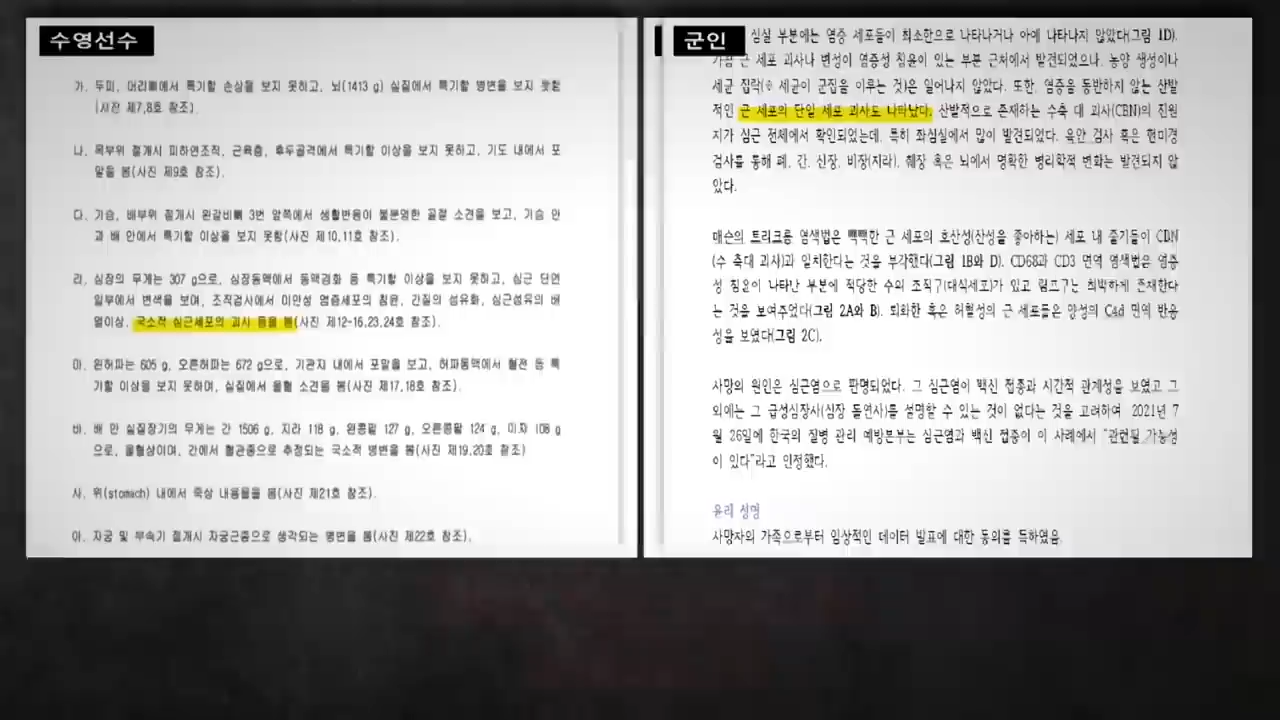 수영선수
가. 두피, 머리뼈에서 특기할 손상을 보지 못하고, 뇌(1413 g) 실질에서 특기할 병변을 보지 못함
(사진 제7,8호 참조).
나. 목부위 절개시 피하연조직, 근육층, 후두골격에서 특기할 이상을 보지 못하고, 기도 내에서 포
말을 봄(사진 제9호 참조).
다. 가슴, 배부위 절개시 왼갈비뼈 3번 앞쪽에서 생활반응이 불분명한 골절 소견을 보고, 가슴 안
과 배 안에서 특기할 이상을 보지 못함(사진 제10,11호 참조).
라. 심장의 무게는 307 g으로, 심장동맥에서 동맥경화 등 특기할 이상을 보지 못하고, 심근 단면
일부에서 변색을 보며, 조직검사에서 미만성 염증세포의 침윤, 간질의 섬유화, 심근섬유의 배
열이상, 국소적 심근세포의 괴사 등을 봄(사진 제12-16,23,24호 참조).
마. 왼허파는 605 g, 오른허파는 672 g으로, 기관지 내에서 포말을 보고, 허파동맥에서 혈전 등 특
기할 이상을 보지 못하며, 실질에서 울혈 소견을 봄(사진 제17,18호 참조).
바. 배 안 실질장기의 무게는 간 1506 g, 지라 118 g, 왼콩팥 127 g, 오른콩팥 124 g, 이자 108 g
으로, 울혈상이며, 간에서 혈관종으로 추정되는 국소적 병변을 봄(사진 제19,20호 참조)
사. 위(stomach) 내에서 죽상 내용물을 봄(사진 제21호 참조).
아. 자궁 및 부속기 절개시 자궁근종으로 생각되는 병변을 봄(사진 제22호 참조).
군인
심실 부분에는 염증 세포들이 최소한으로 나타나거나 아예 나타나지 않았다(그림 1D).
가끔 근 세포 괴사나 변성이 염증성 침윤이 있는 부분 근처에서 발견되었으나, 농양 생성이나
세균 집락(※ 세균이 군집을 이루는 것)은 일어나지 않았다. 또한, 염증을 동반하지 않는 산발
적인 근 세포의 단일 세포 괴사도 나타났다. 산발적으로 존재하는 수축 대 괴사(CBN)의 진원
지가 심근 전체에서 확인되었는데, 특히 좌심실에서 많이 발견되었다. 육안 검사 혹은 현미경
검사를 통해 폐, 간, 신장, 비장(지라), 췌장 혹은 뇌에서 명확한 병리학적 변화는 발견되지 않
았다.
매슨의 트리크롬 염색법은 빽빽한 근 세포의 호산성(산성을 좋아하는) 세포 내 줄기들이 CBN
(수 축대 괴사)과 일치한다는 것을 부각했다(그림 1B와 D). CD68과 CD3 면역 염색법은 염증
성 침윤이 나타난 부분에 적당한 수의 조직구(대식세포)가 있고 림프구는 희박하게 존재한다
는 것을 보여주었다(그림 2A와 B). 퇴화한 혹은 허혈성의 근 세포들은 양성의 C4d 면역 반응
성을 보였다(그림 2C).
사망의 원인은 심근염으로 판명되었다. 그 심근염이 백신 접종과 시간적 관계성을 보였고 그
외에는 그 급성심장사(심장 돌연사)를 설명할 수 있는 것이 없다는 것을 고려하여 2021년 7
월 26일에 한국의 질병 관리 예방본부는 심근염과 백신 접종이 이 사례에서 "관련될 가능성
이 있다"라고 인정했다.
윤리 성명
사망자의 가족으로부터 임상적인 데이터 발표에 대한 동의를 득하였음.